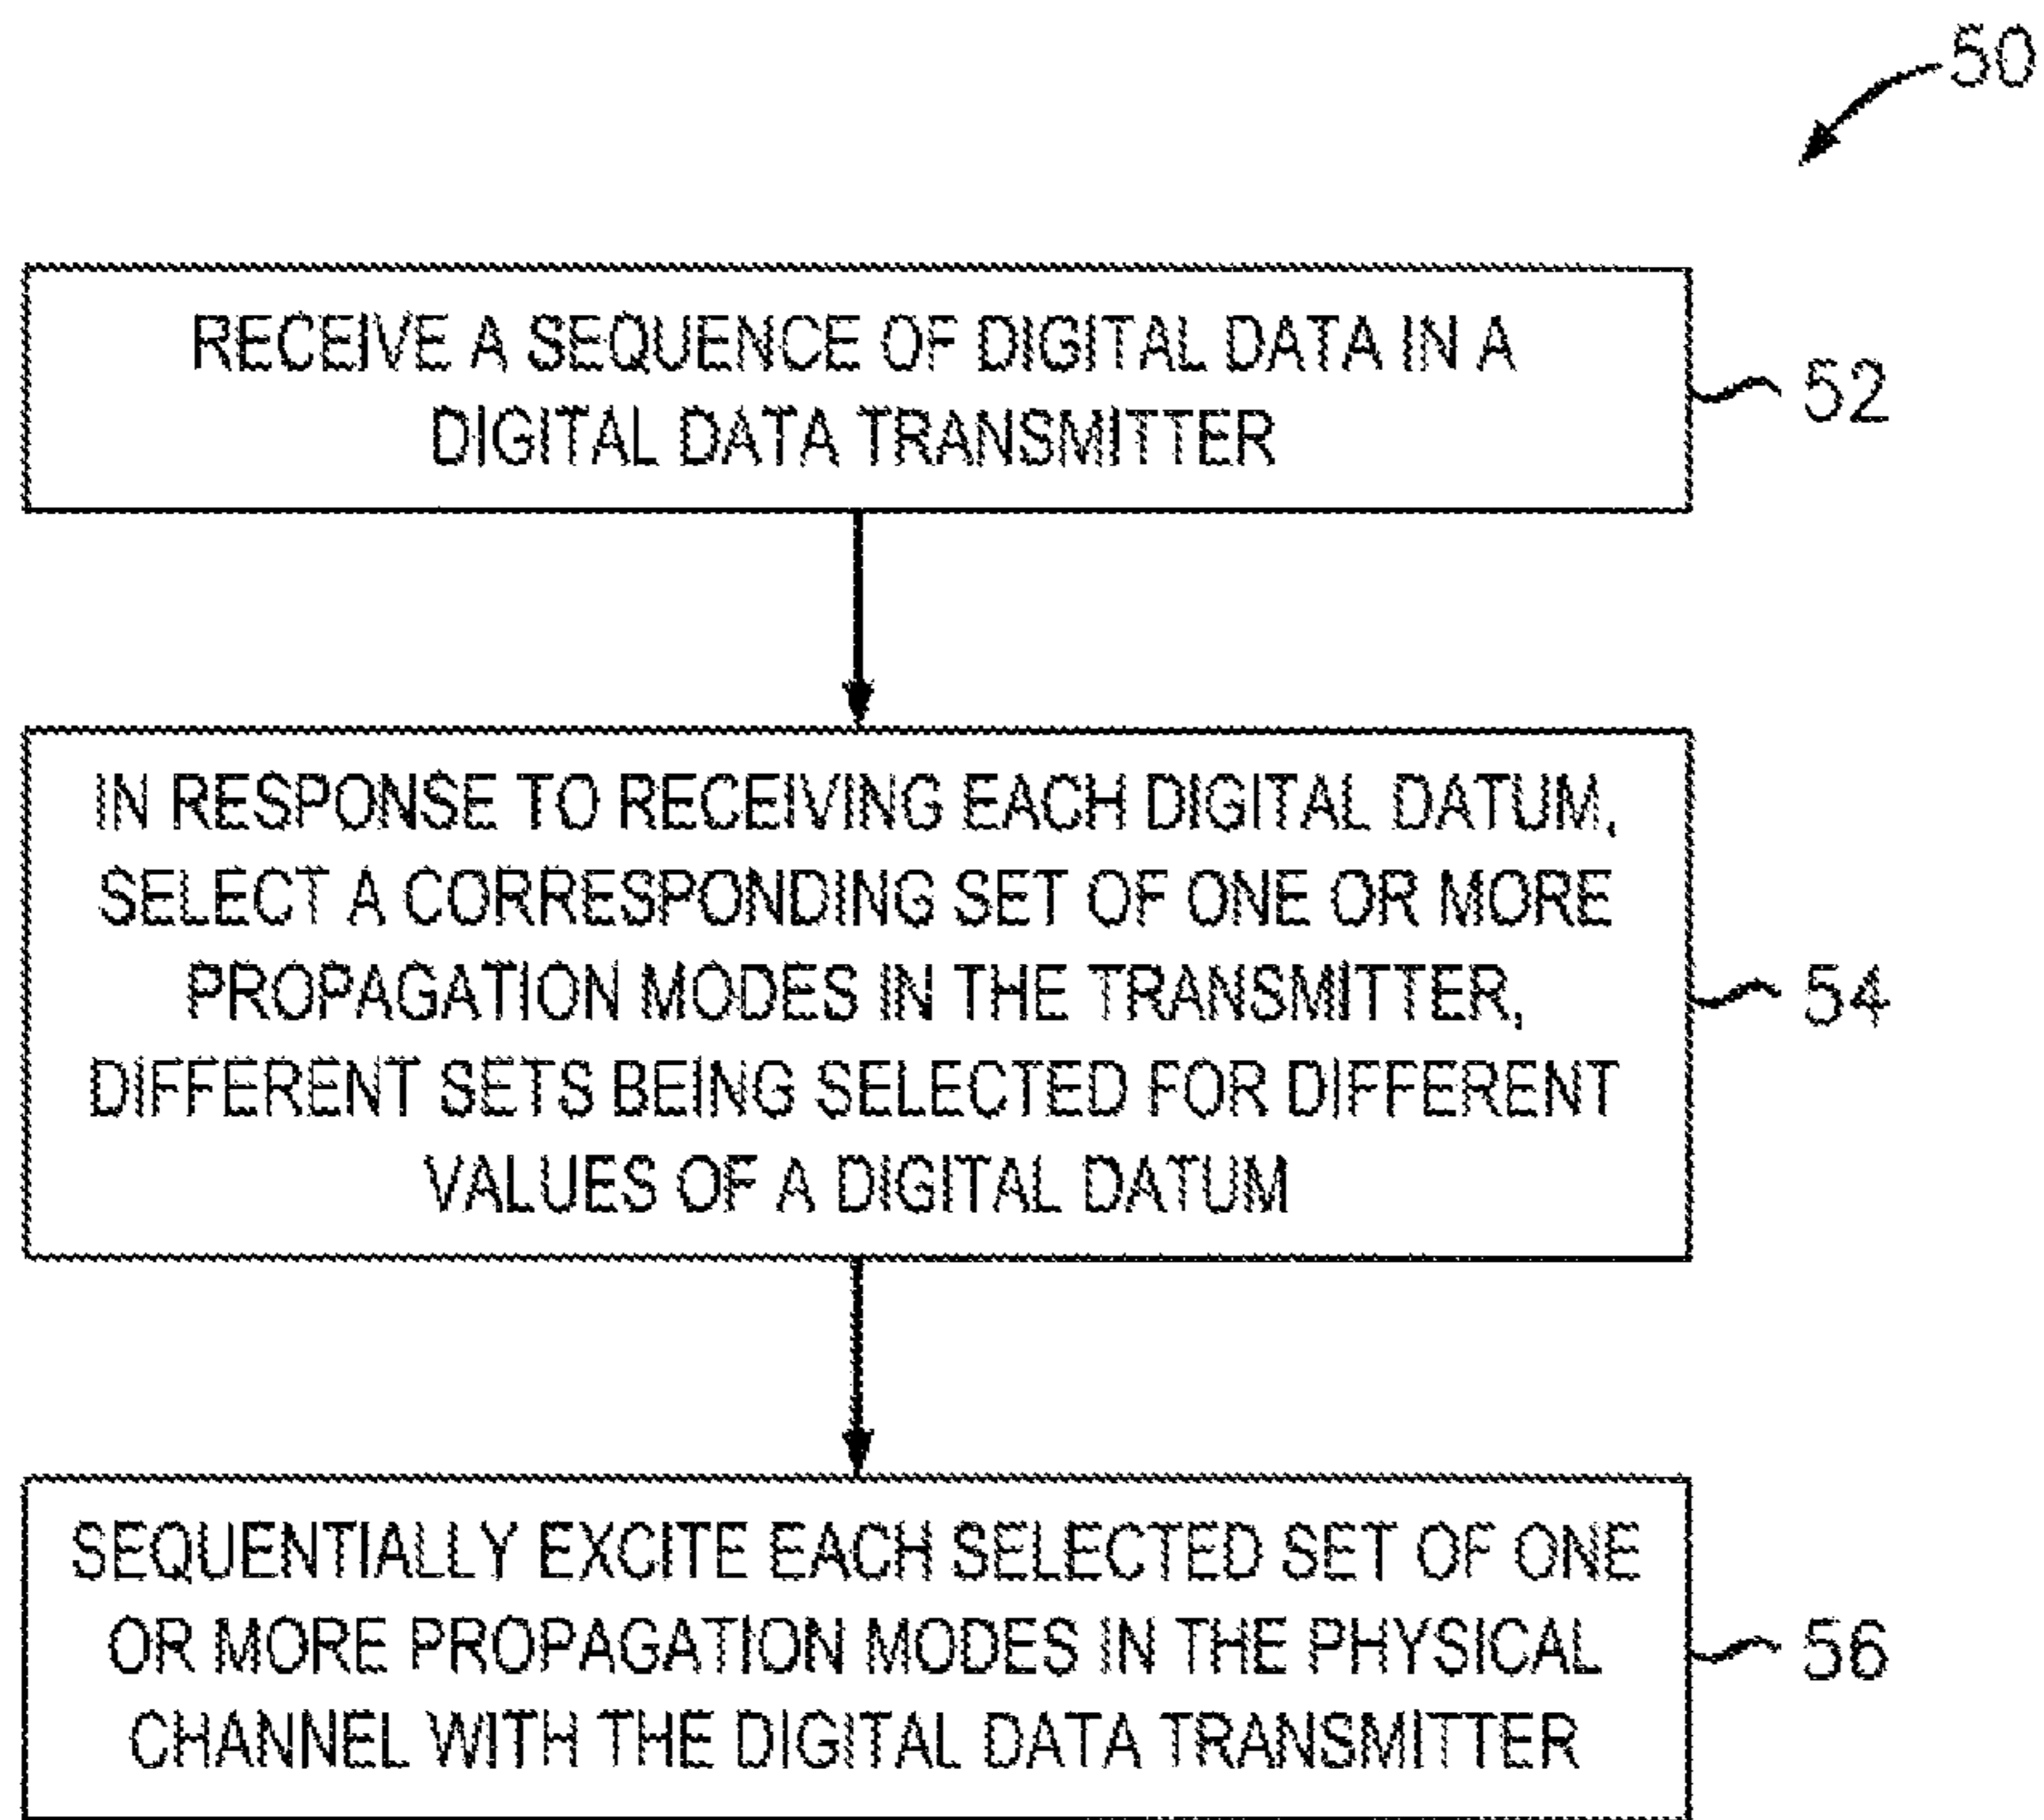 50
RECEIVE A SEQUENCE OF DIGITAL DATA IN A
DIGITAL DATA TRANSMITTER
52
IN RESPONSE TO RECEIVING EACH DIGITAL DATUM,
SELECT A CORRESPONDING SET OF ONE OR MORE
PROPAGATION MODES IN THE TRANSMITTER,
DIFFERENT SETS BEING SELECTED FOR DIFFERENT
VALUES OF A DIGITAL DATUM
54
SEQUENTIALLY EXCITE EACH SELECTED SET OF ONE
OR MORE PROPAGATION MODES IN THE PHYSICAL
CHANNEL WITH THE DIGITAL DATA TRANSMITTER
56